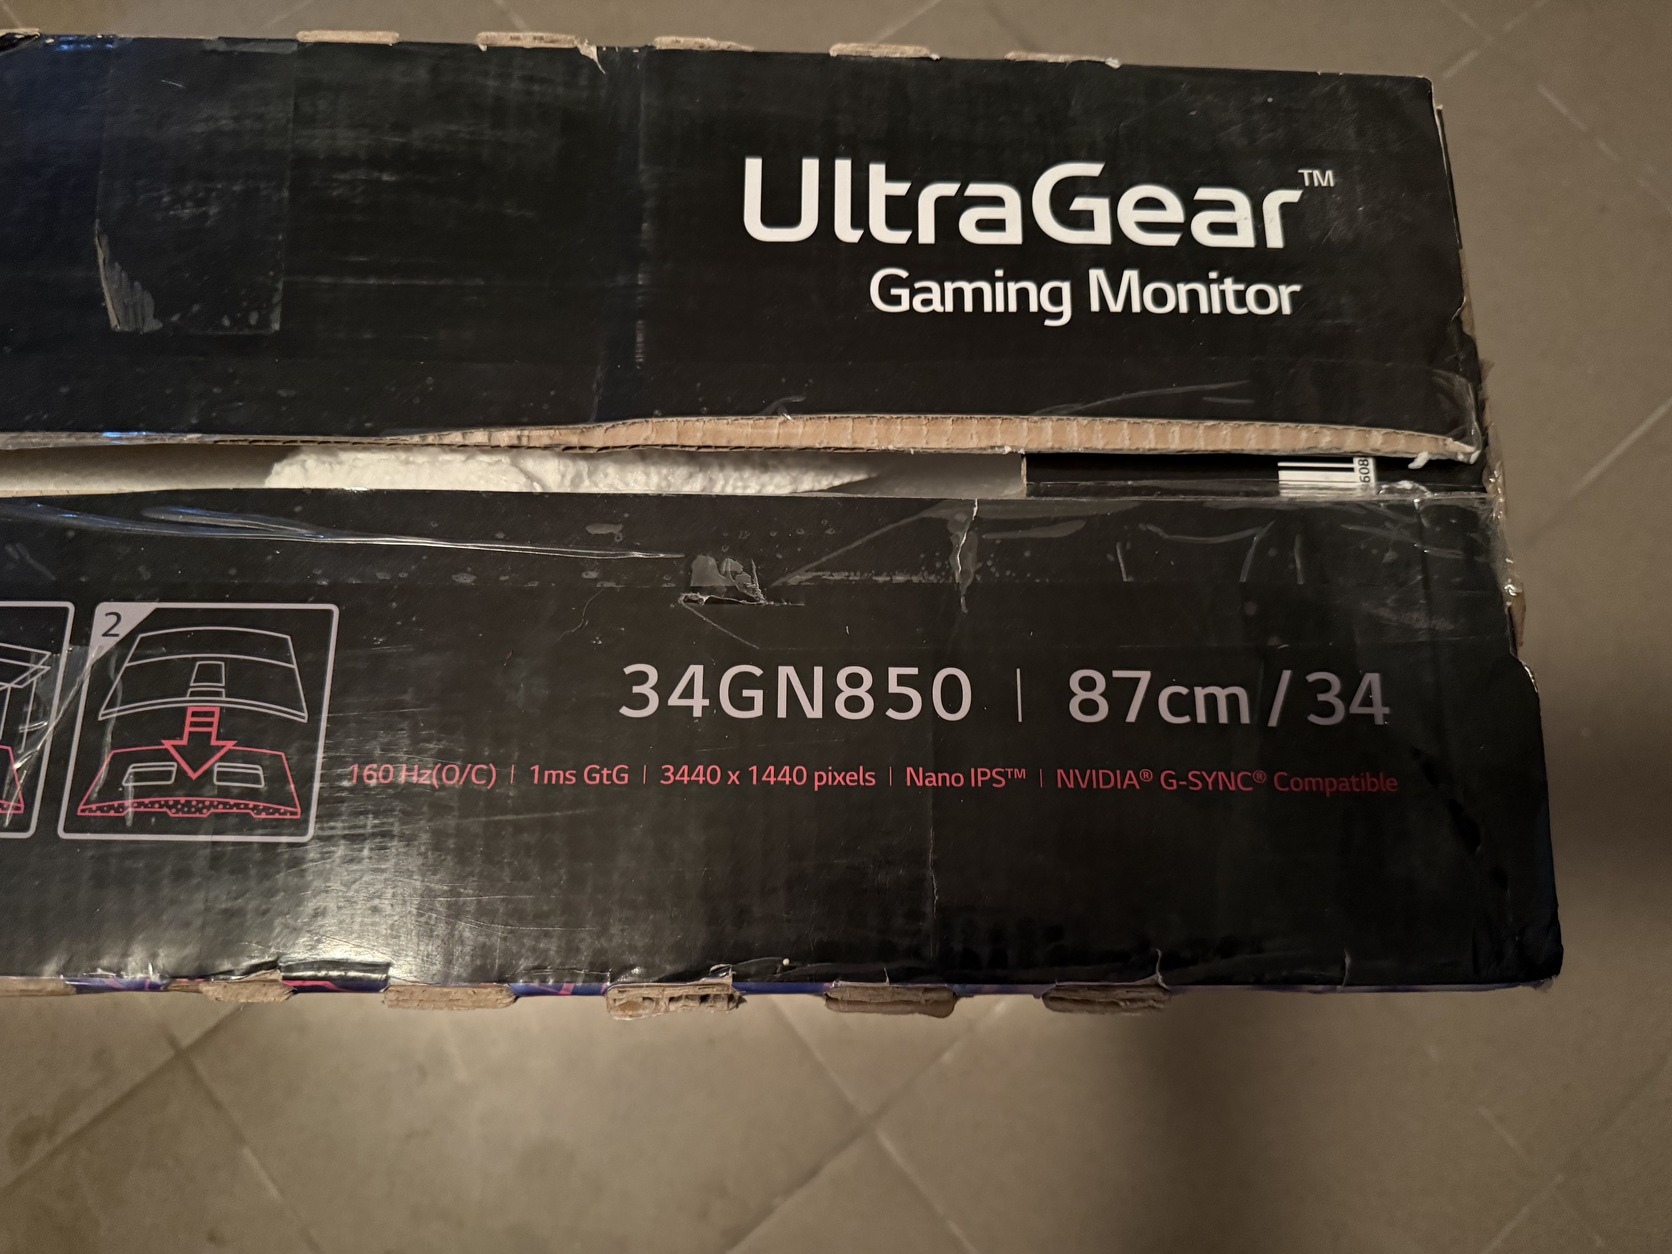 UltraGear™
Gaming Monitor
608
2
34GN850 | 87cm / 34
160 Hz(O/C) | 1ms GtG | 3440 x 1440 pixels | Nano IPS™ | NVIDIA® G-SYNC® Compatible